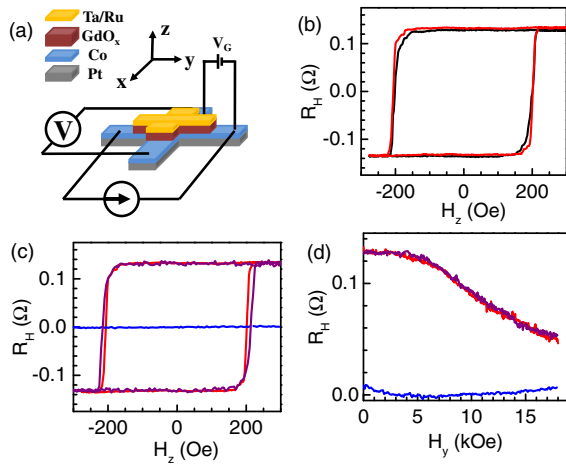 (a)
Ta/Ru
GdOx
Co
Pt
z
y
x
VG
V
(b)
RH (Ω)
0.1
0.0
-0.1
-200 0 200
Hz (Oe)
(c)
RH (Ω)
0.1
0.0
-0.1
-200 0 200
Hz (Oe)
(d)
RH (Ω)
0.1
0.0
0 10
Hy (kOe)